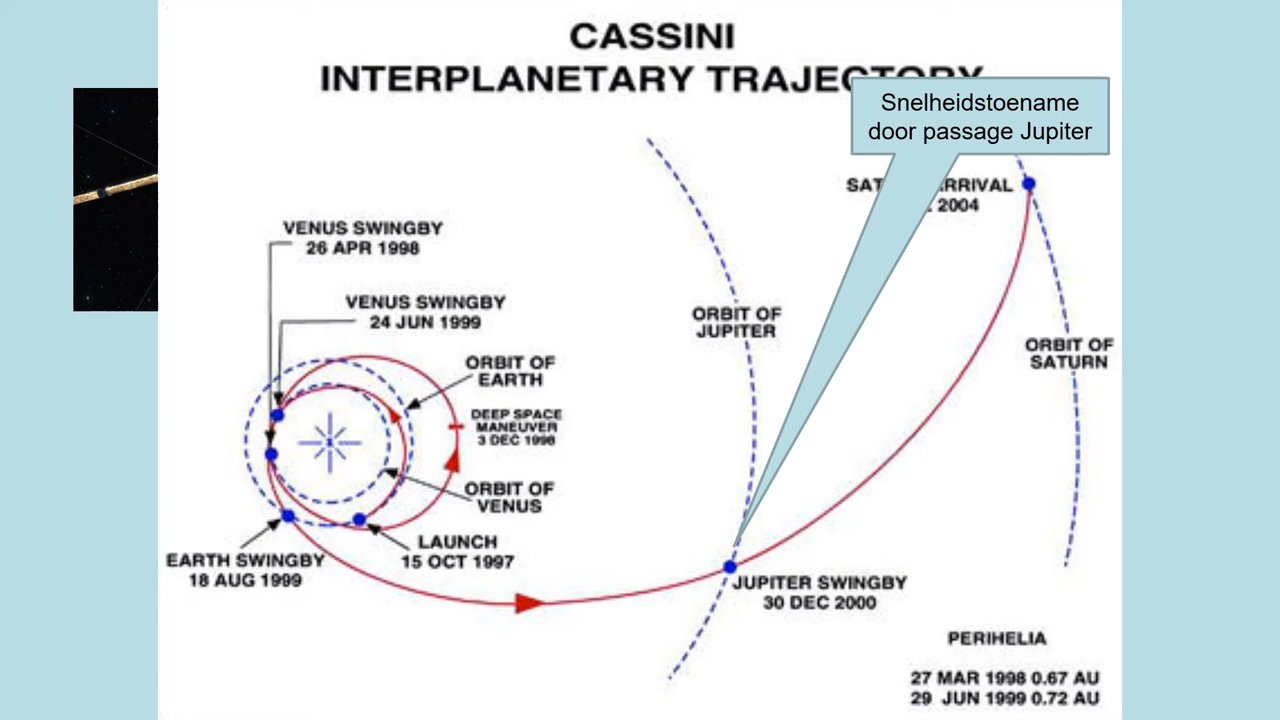 CASSINI
INTERPLANETARY TRAJECTORY
Snelheidstoename
door passage Jupiter
ARRIVAL
2004
VENUS SWINGBY
26 APR 1998
VENUS SWINGBY
24 JUN 1999
ORBIT OF
JUPITER
ORBIT OF
SATURN
ORBIT OF
EARTH
DEEP SPACE
MANEUVER
3 DEC 1998
ORBIT OF
VENUS
LAUNCH
15 OCT 1997
EARTH SWINGBY
18 AUG 1999
JUPITER SWINGBY
30 DEC 2000
PERIHELIA
27 MAR 1998 0.67 AU
29 JUN 1999 0.72 AU